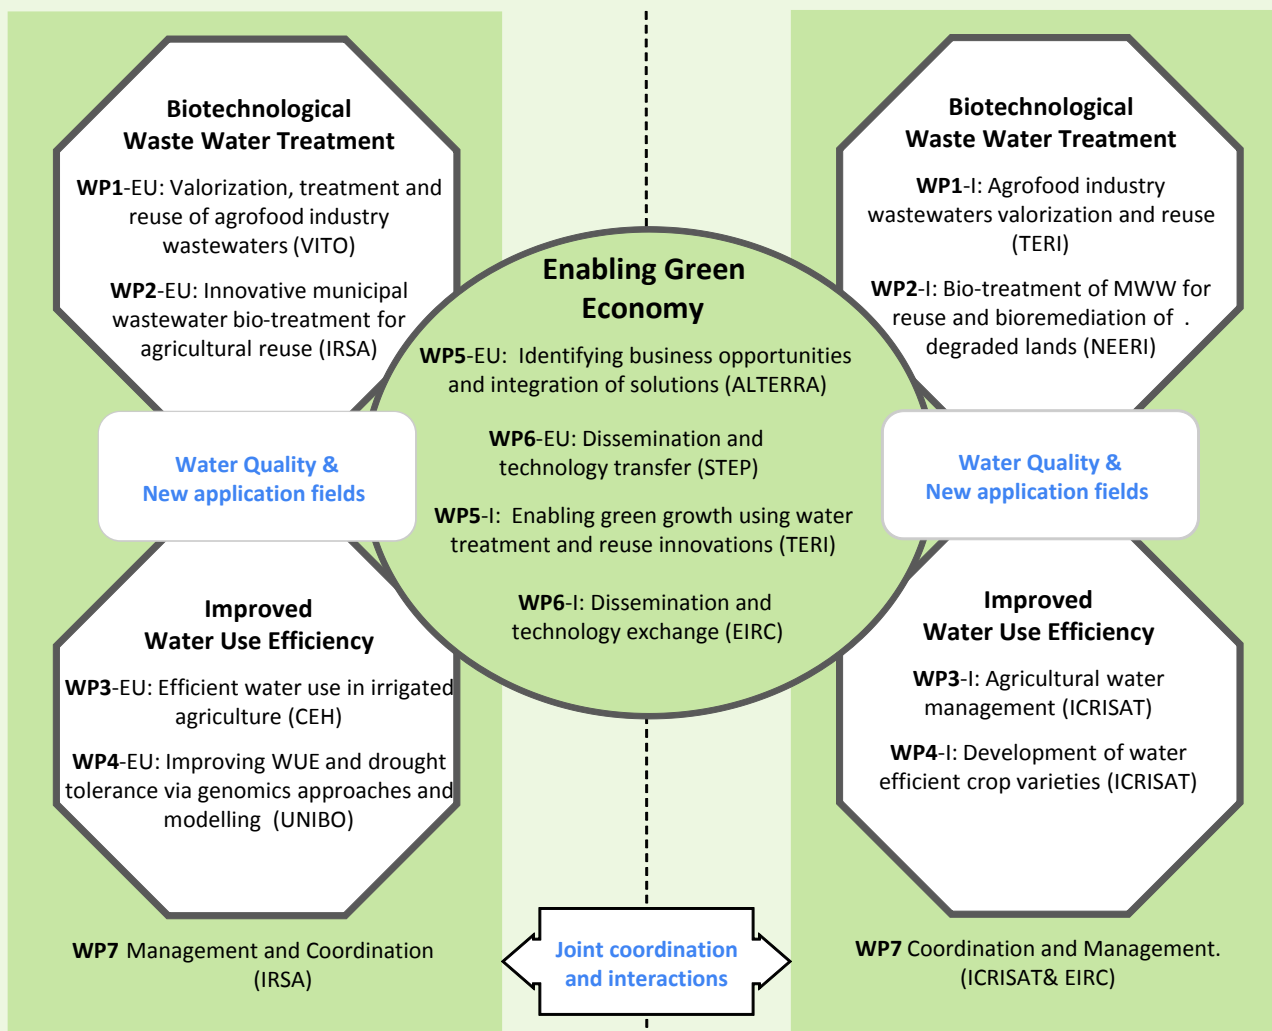 Biotechnological
Waste Water Treatment
WP1-EU: Valorization, treatment and
reuse of agrofood industry
wastewaters (VITO)
WP2-EU: Innovative municipal
wastewater bio-treatment for
agricultural reuse (IRSA)
Water Quality &
New application fields
Improved
Water Use Efficiency
WP3-EU: Efficient water use in irrigated
agriculture (CEH)
WP4-EU: Improving WUE and drought
tolerance via genomics approaches and
modelling (UNIBO)
WP7 Management and Coordination
(IRSA)
Enabling Green
Economy
WP5-EU: Identifying business opportunities
and integration of solutions (ALTERRA)
WP6-EU: Dissemination and
technology transfer (STEP)
WP5-I: Enabling green growth using water
treatment and reuse innovations (TERI)
WP6-I: Dissemination and
technology exchange (EIRC)
Joint coordination
and interactions
Biotechnological
Waste Water Treatment
WP1-I: Agrofood industry
wastewaters valorization and reuse
(TERI)
WP2-I: Bio-treatment of MWW for
reuse and bioremediation of .
degraded lands (NEERI)
Water Quality &
New application fields
Improved
Water Use Efficiency
WP3-I: Agricultural water
management (ICRISAT)
WP4-I: Development of water
efficient crop varieties (ICRISAT)
WP7 Coordination and Management.
(ICRISAT& EIRC)